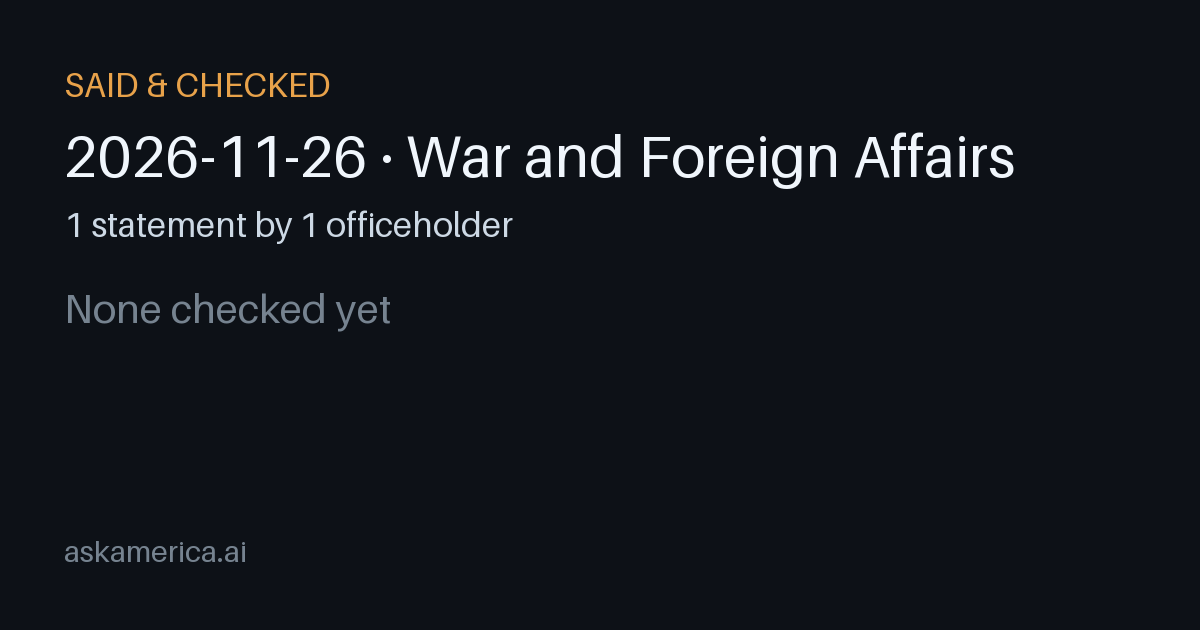 SAID & CHECKED
2026-11-26 · War and Foreign Affairs
1 statement by 1 officeholder
None checked yet
askamerica.ai